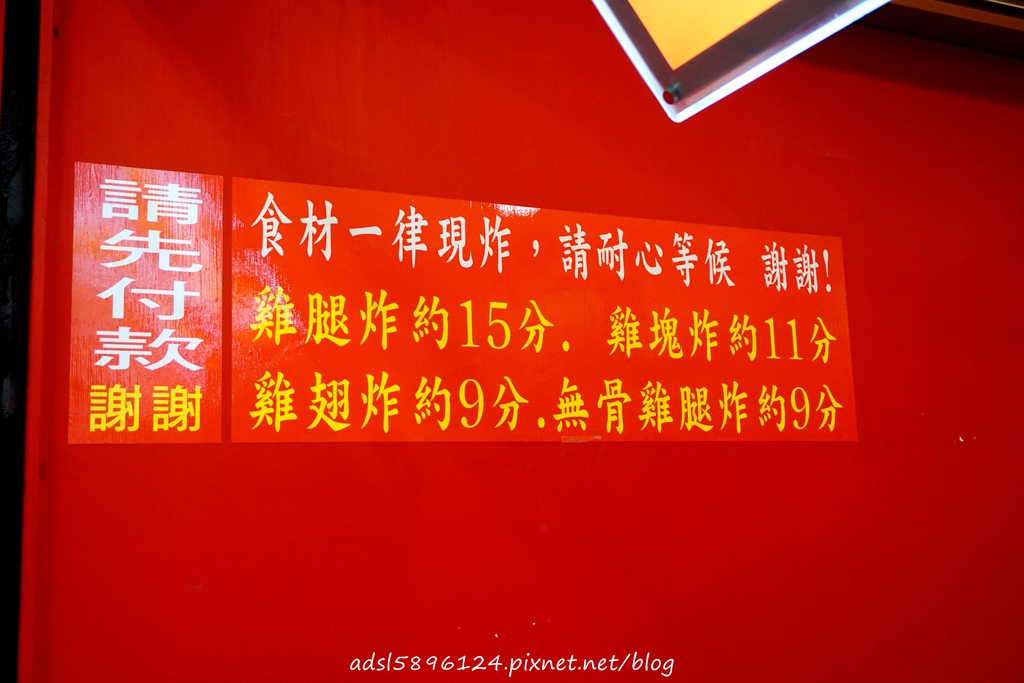 請先付款
謝謝
食材一律現炸，請耐心等候 謝謝!
雞腿炸約15分. 雞塊炸約11分
雞翅炸約9分.無骨雞腿炸約9分
adsl5896124.pixnet.net/blog